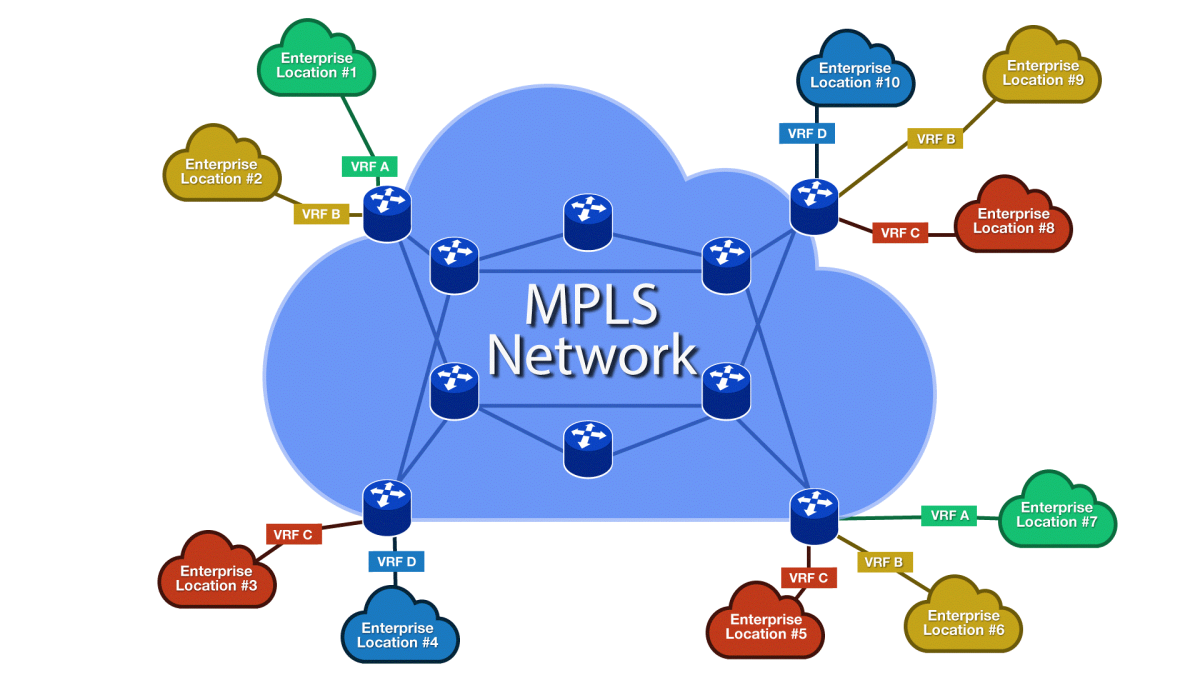 Enterprise
Location #1
VRF A
Enterprise
Location #2
VRF B
Enterprise
Location #10
VRF D
Enterprise
Location #9
VRF B
Enterprise
Location #8
VRF C
MPLS
Network
VRF C
Enterprise
Location #3
VRF D
Enterprise
Location #4
VRF A
Enterprise
Location #7
VRF B
Enterprise
Location #6
VRF C
Enterprise
Location #5